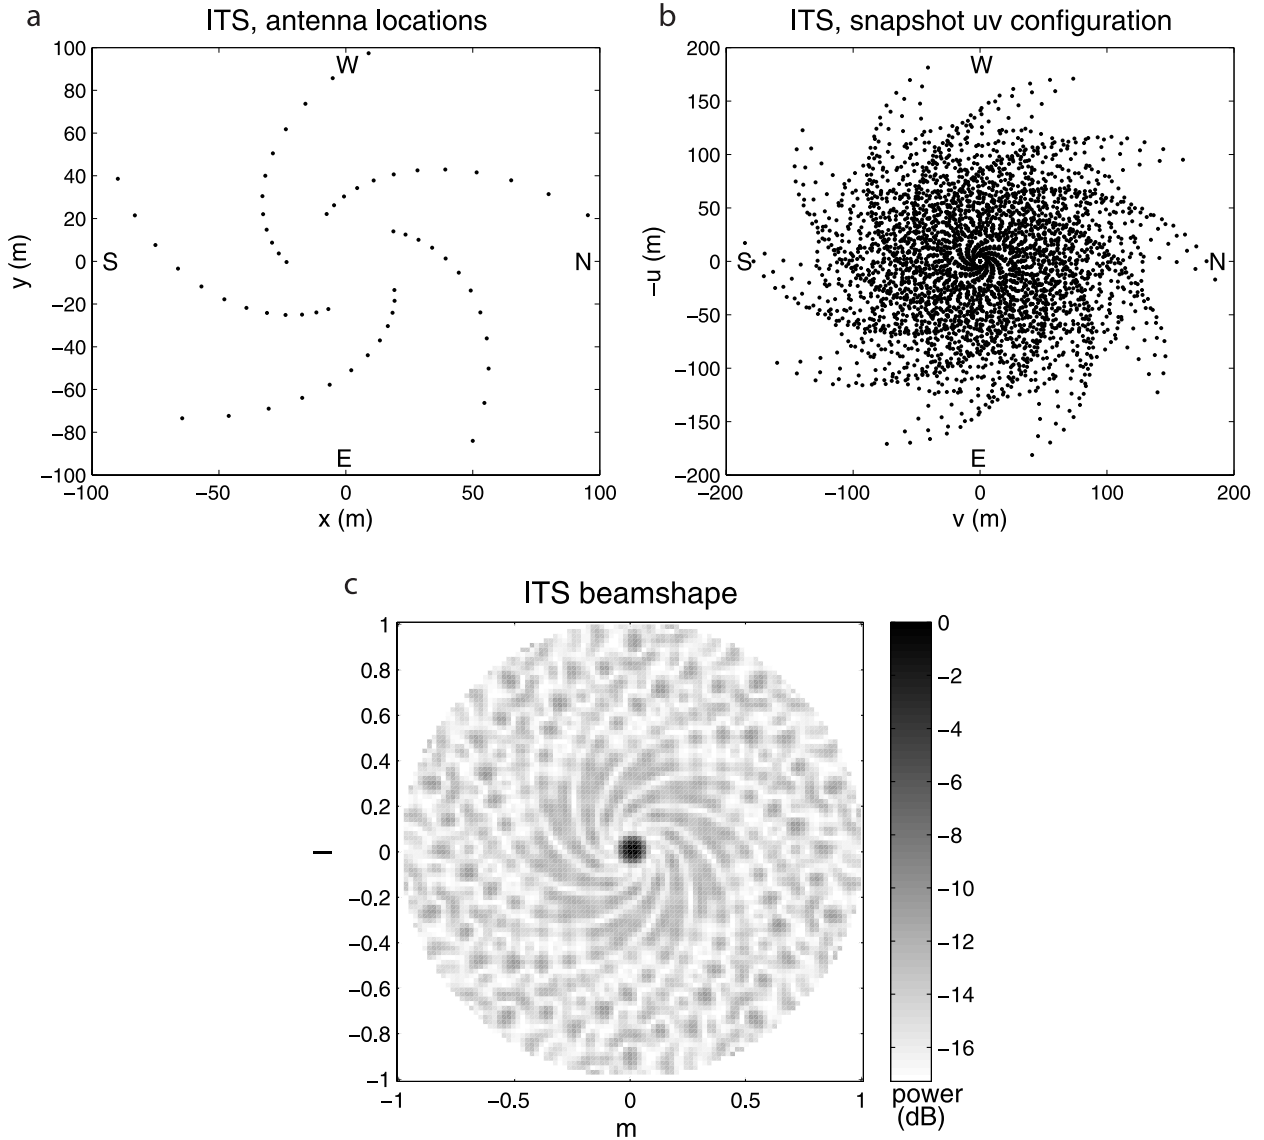 a
ITS, antenna locations
100
80
60
40
20
0
−20
−40
−60
−80
−100
y (m)
W
S
N
E
−100
−50
0
50
100
x (m)
b
ITS, snapshot uv configuration
200
150
100
50
0
−50
−100
−150
−200
−u (m)
W
S
N
E
−200
−100
0
100
200
v (m)
c
ITS beamshape
1
0.8
0.6
0.4
0.2
0
−0.2
−0.4
−0.6
−0.8
−1
l
−1
−0.5
0
0.5
1
m
0
−2
−4
−6
−8
−10
−12
−14
−16
power
(dB)